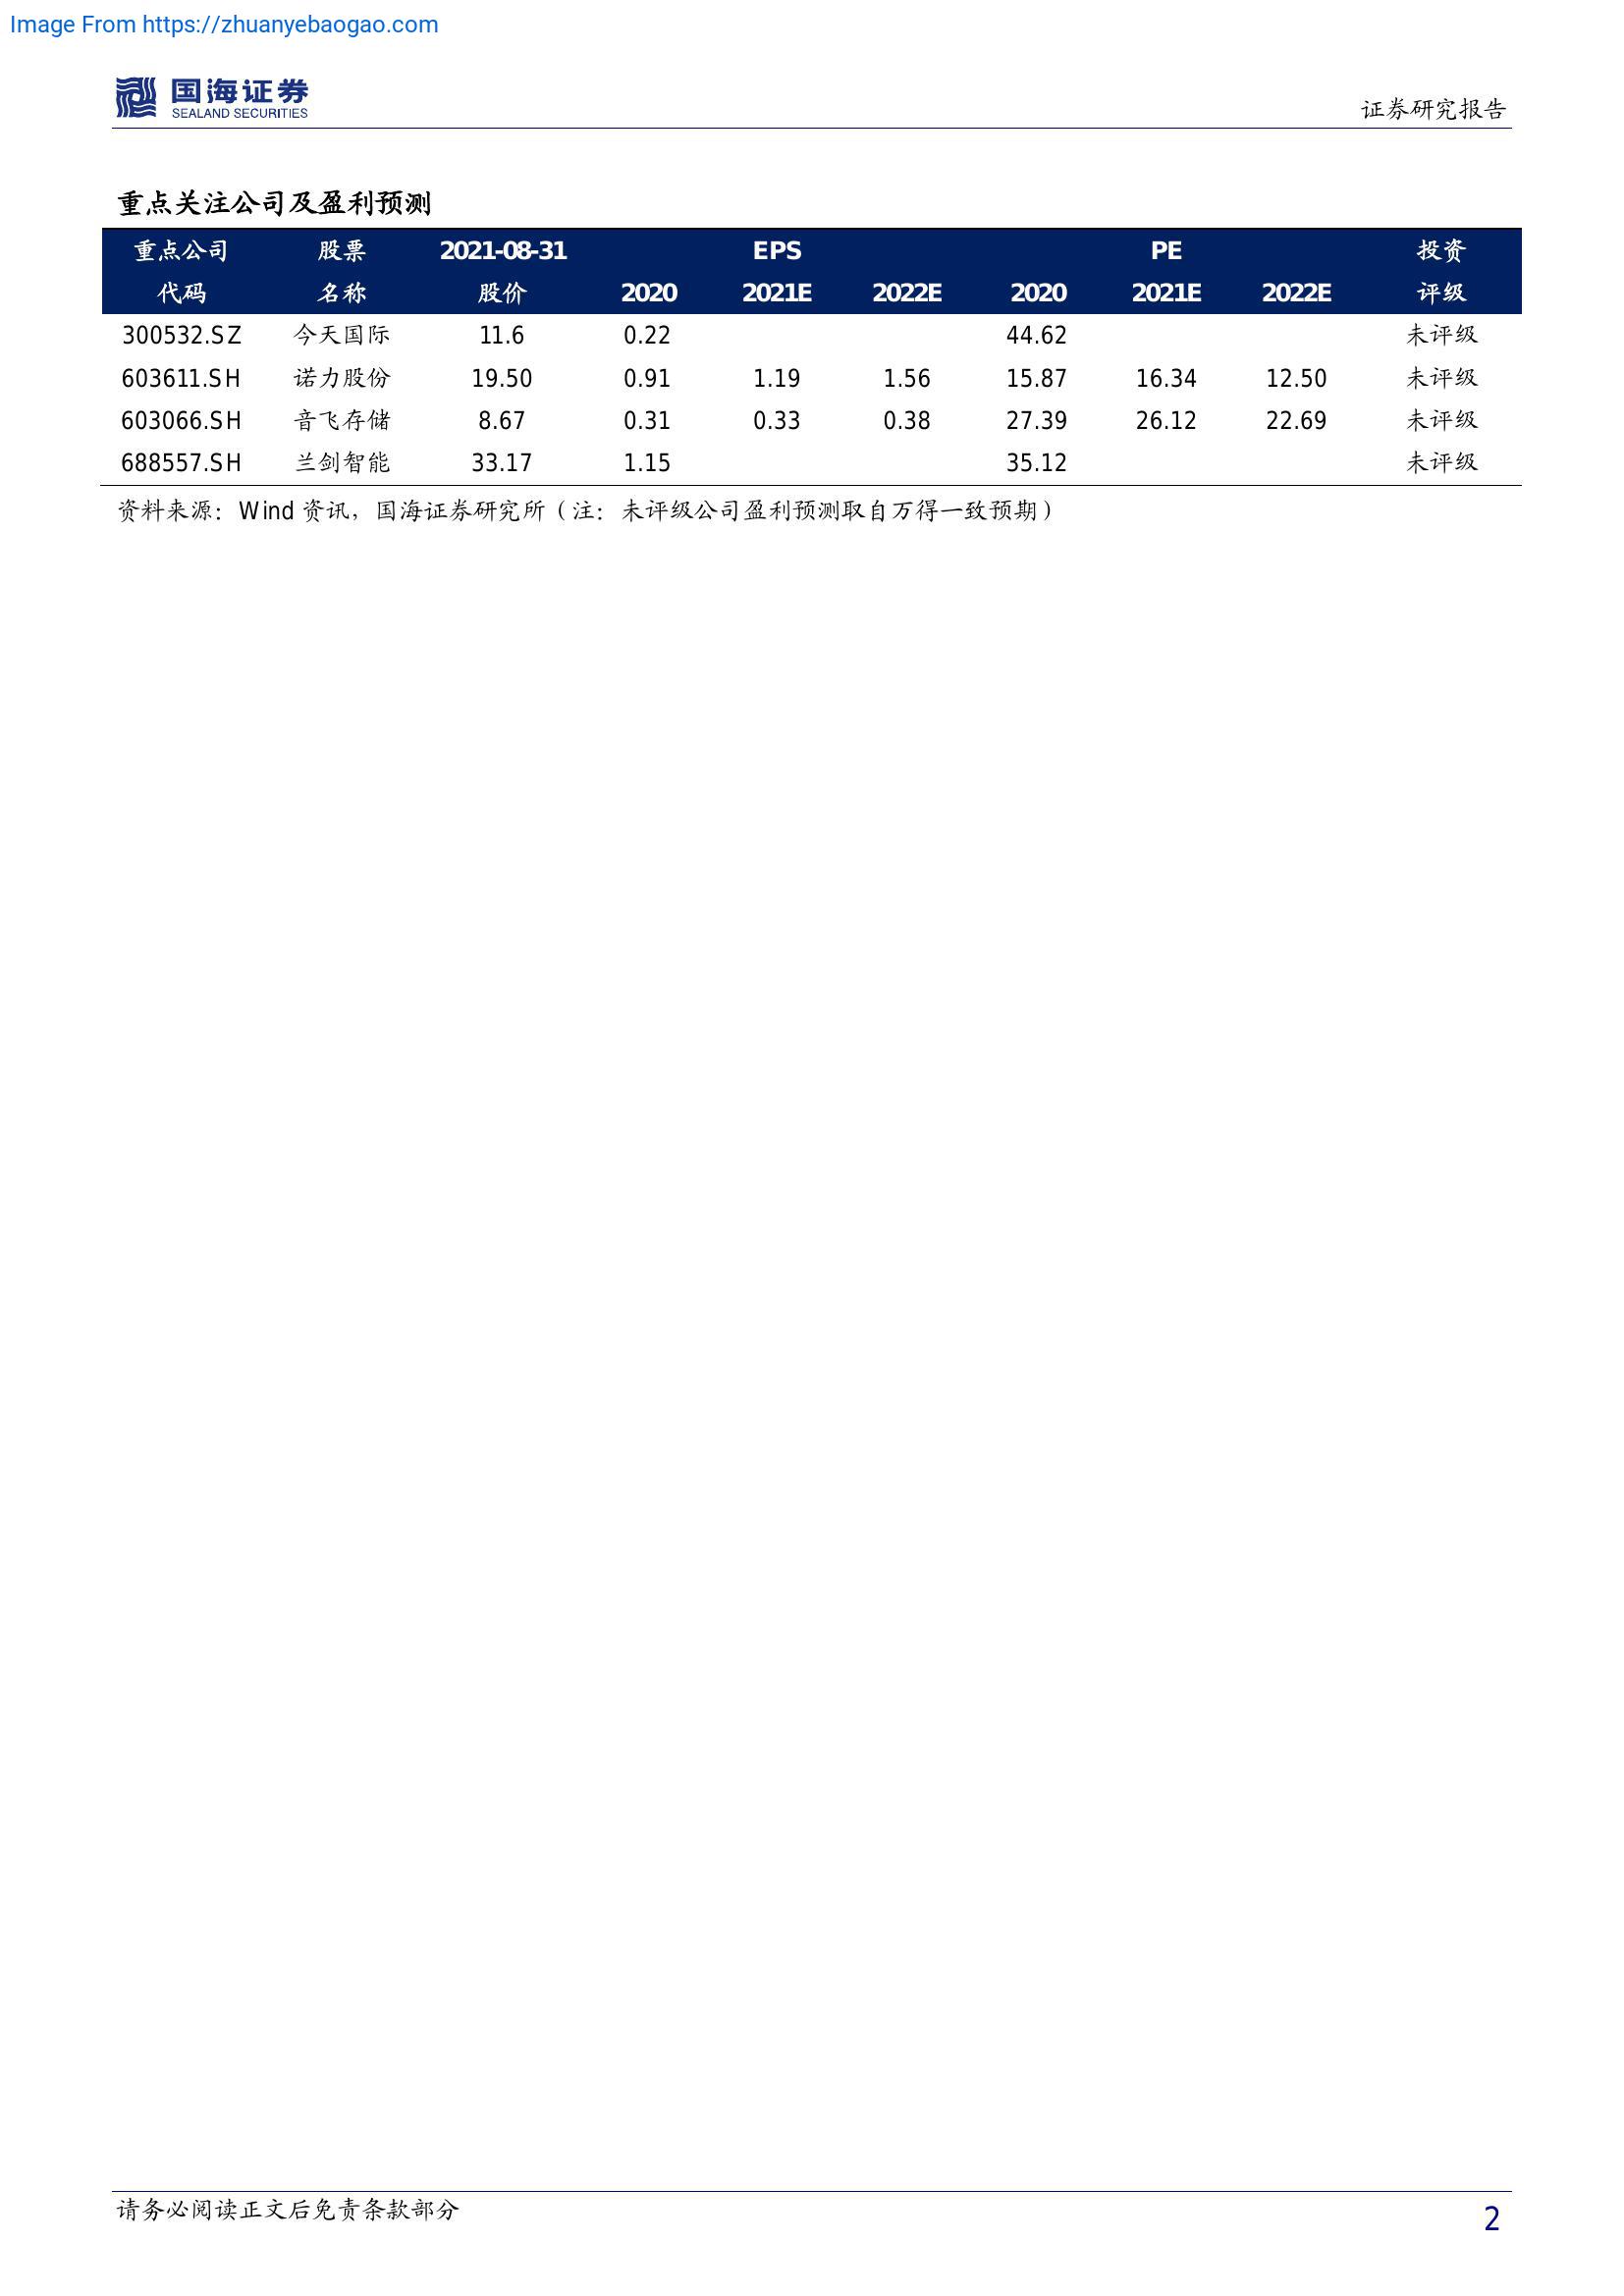 Image From https://zhuanyebaogao.com
国海证券
SEALAND SECURITIES
证券研究报告
重点关注公司及盈利预测
重点公司 股票 2021-08-31 EPS PE 投资
代码 名称 股价 2020 2021E 2022E 2020 2021E 2022E 评级
300532.SZ 今天国际 11.6 0.22 44.62 未评级
603611.SH 诺力股份 19.50 0.91 1.19 1.56 15.87 16.34 12.50 未评级
603066.SH 音飞存储 8.67 0.31 0.33 0.38 27.39 26.12 22.69 未评级
688557.SH 兰剑智能 33.17 1.15 35.12 未评级
资料来源：Wind 资讯，国海证券研究所（注：未评级公司盈利预测取自万得一致预期）
请务必阅读正文后免责条款部分
2